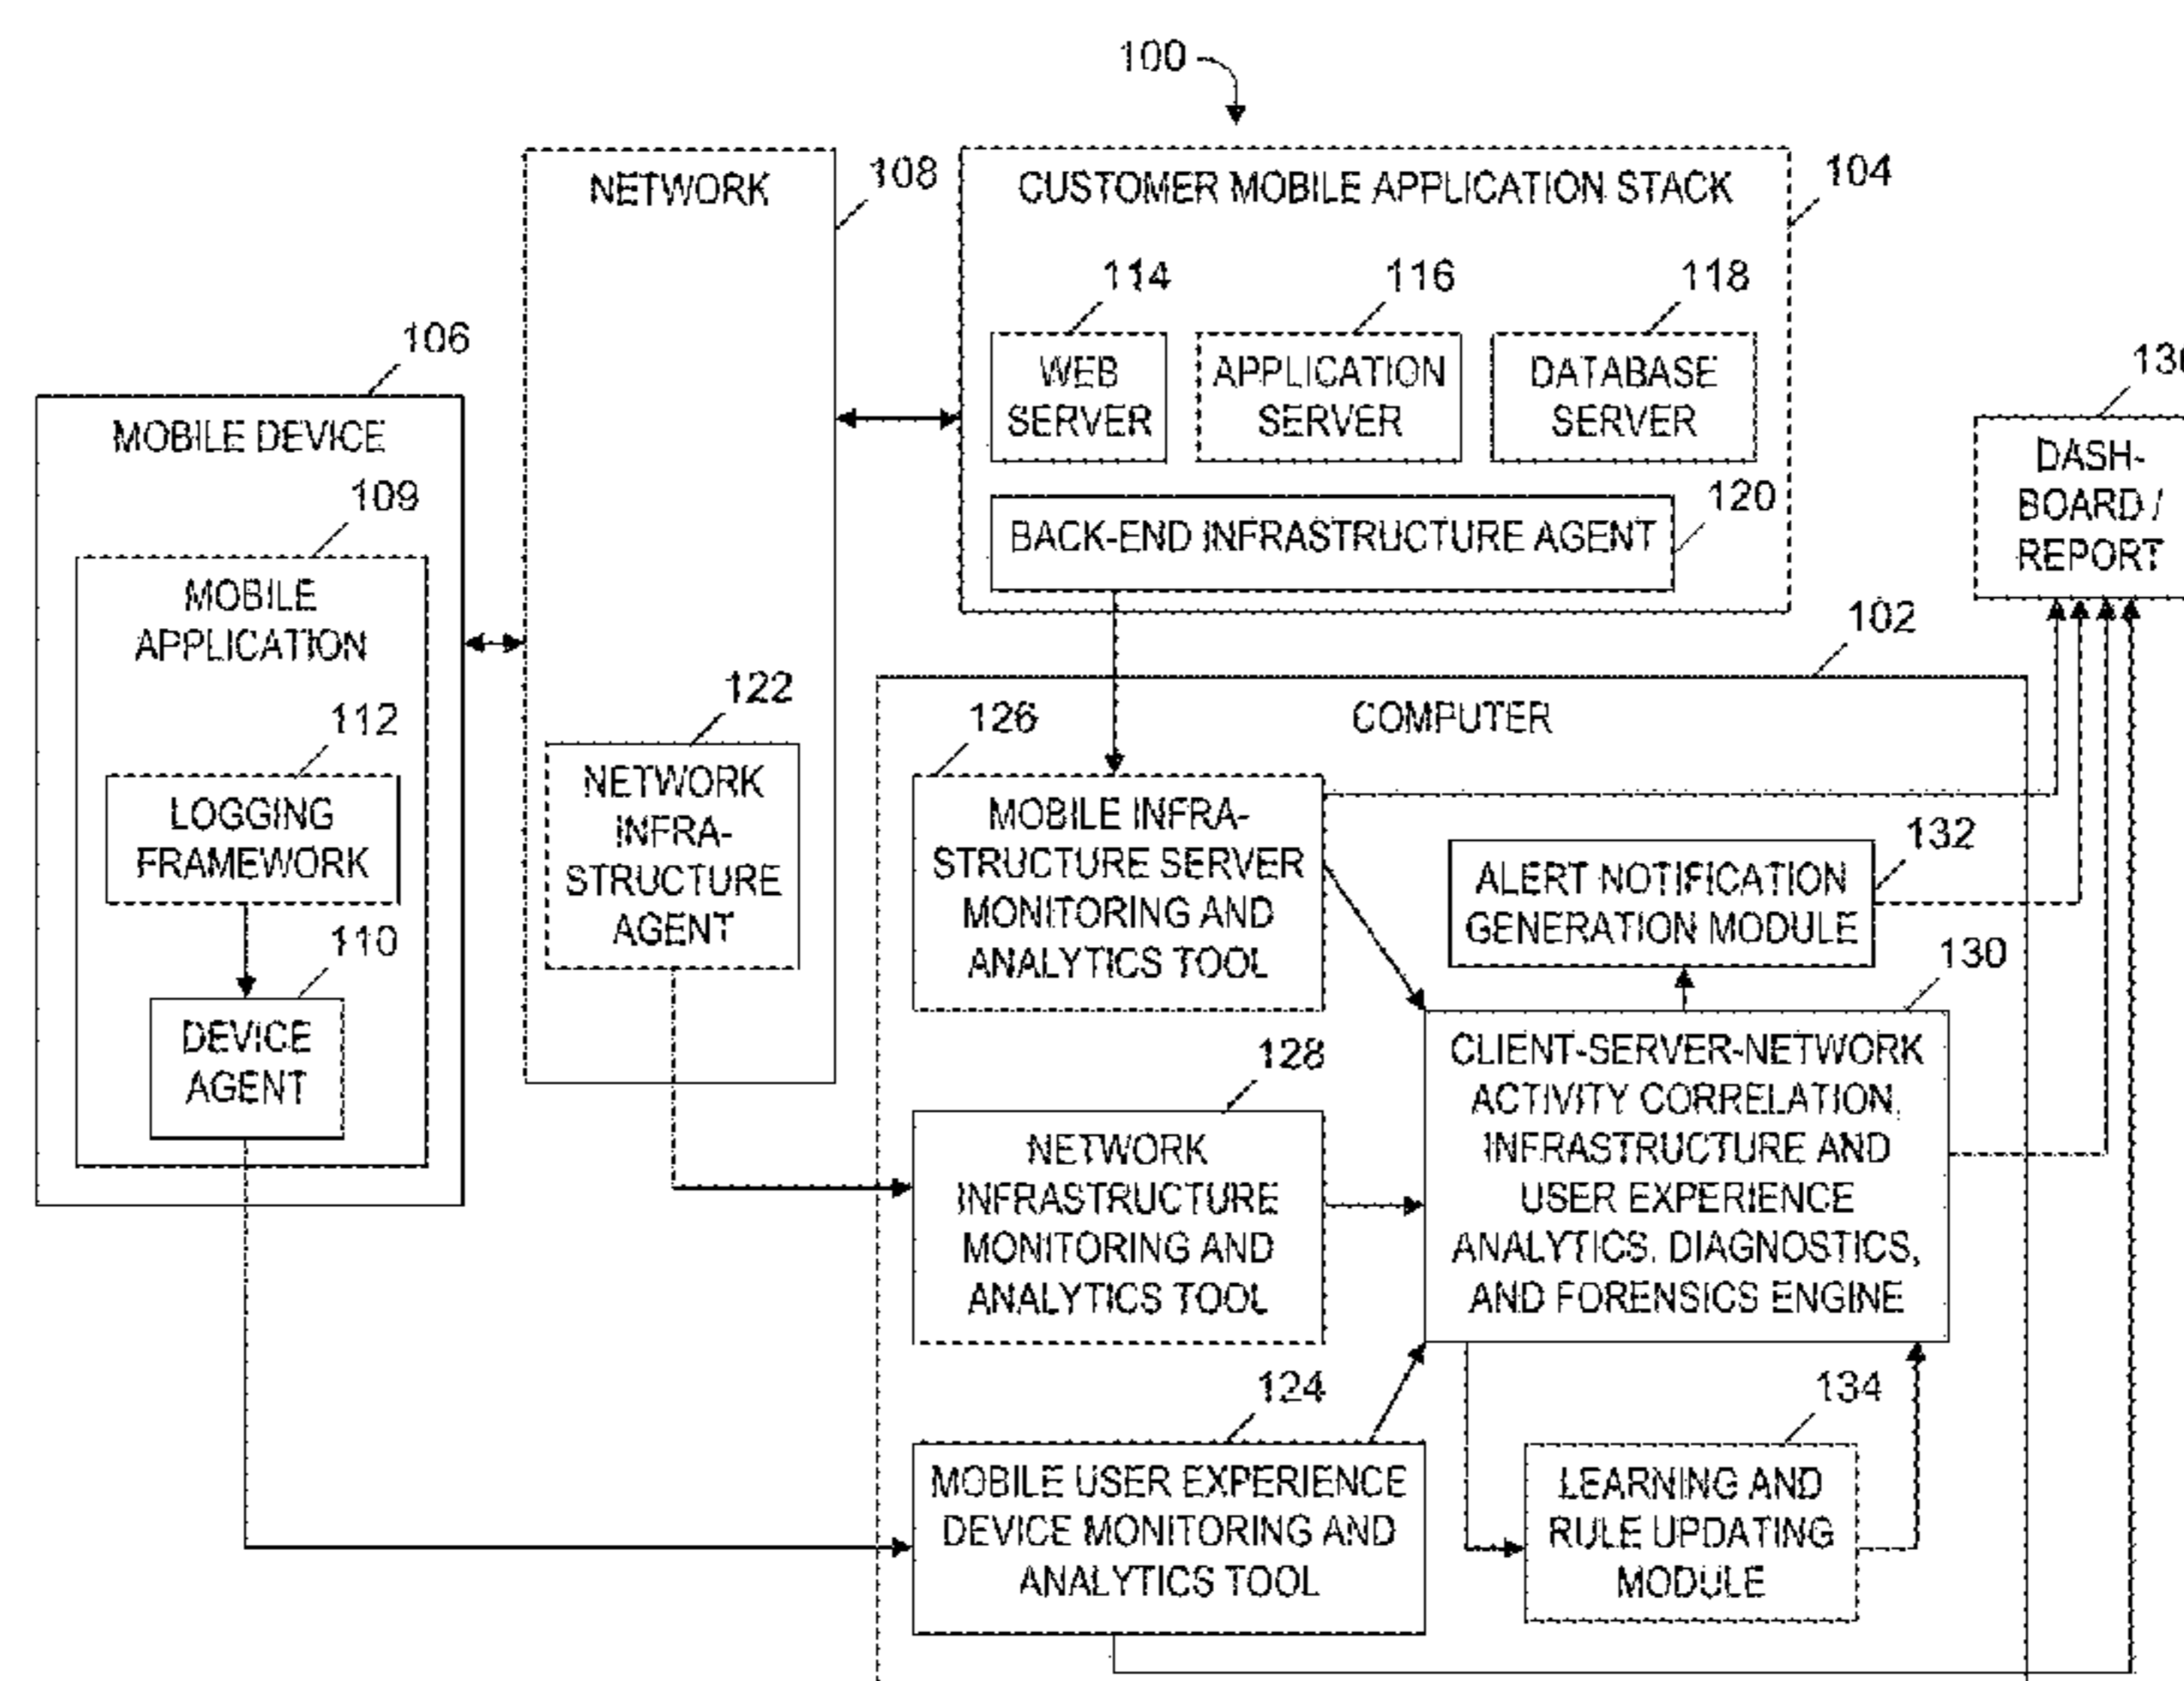 100
NETWORK
108
CUSTOMER MOBILE APPLICATION STACK
104
114
116
118
WEB
SERVER
APPLICATION
SERVER
DATABASE
SERVER
BACK-END INFRASTRUCTURE AGENT
120
106
MOBILE DEVICE
109
MOBILE
APPLICATION
112
LOGGING
FRAMEWORK
110
DEVICE
AGENT
122
NETWORK
INFRA-
STRUCTURE
AGENT
DASH-
BOARD /
REPORT
102
COMPUTER
126
MOBILE INFRA-
STRUCTURE SERVER
MONITORING AND
ANALYTICS TOOL
132
ALERT NOTIFICATION
GENERATION MODULE
130
CLIENT-SERVER-NETWORK
ACTIVITY CORRELATION,
INFRASTRUCTURE AND
USER EXPERIENCE
ANALYTICS, DIAGNOSTICS,
AND FORENSICS ENGINE
128
NETWORK
INFRASTRUCTURE
MONITORING AND
ANALYTICS TOOL
124
MOBILE USER EXPERIENCE
DEVICE MONITORING AND
ANALYTICS TOOL
134
LEARNING AND
RULE UPDATING
MODULE